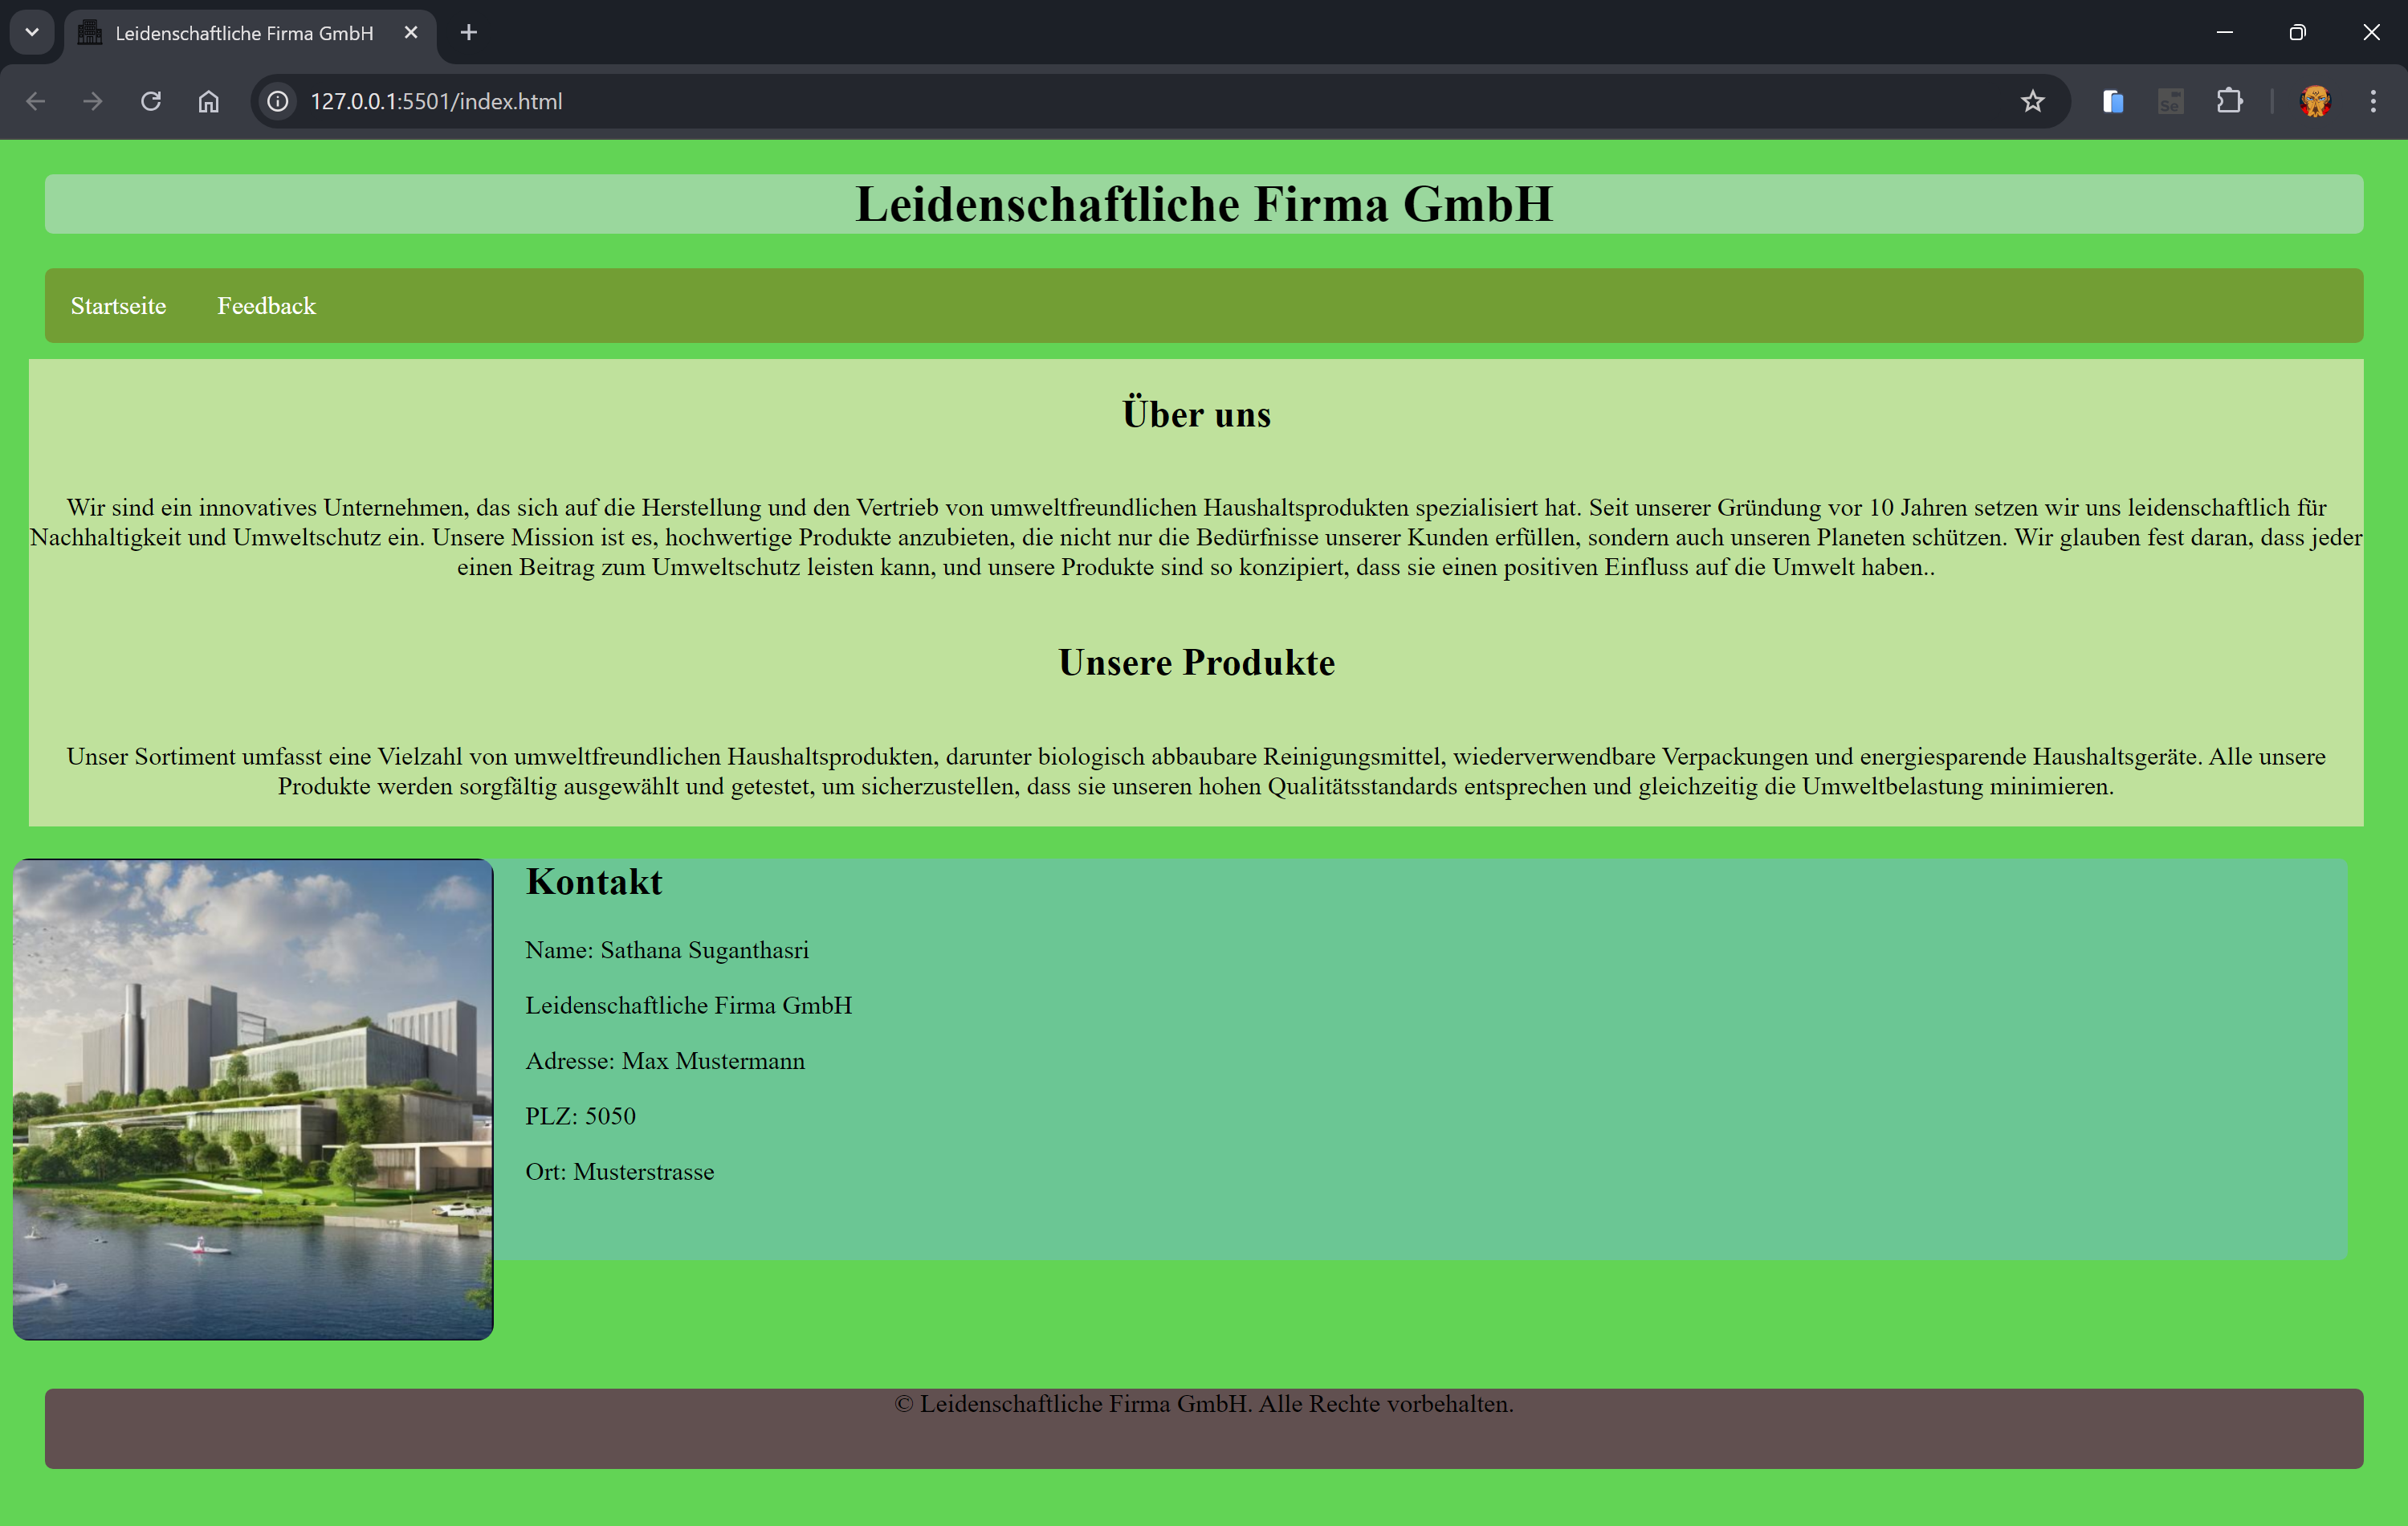 Leidenschaftliche Firma GmbH
127.0.0.1:5501/index.html
Se
Leidenschaftliche Firma GmbH
Startseite Feedback
Über uns
Wir sind ein innovatives Unternehmen, das sich auf die Herstellung und den Vertrieb von umweltfreundlichen Haushaltsprodukten spezialisiert hat. Seit unserer Gründung vor 10 Jahren setzen wir uns leidenschaftlich für
Nachhaltigkeit und Umweltschutz ein. Unsere Mission ist es, hochwertige Produkte anzubieten, die nicht nur die Bedürfnisse unserer Kunden erfüllen, sondern auch unseren Planeten schützen. Wir glauben fest daran, dass jeder
einen Beitrag zum Umweltschutz leisten kann, und unsere Produkte sind so konzipiert, dass sie einen positiven Einfluss auf die Umwelt haben..
Unsere Produkte
Unser Sortiment umfasst eine Vielzahl von umweltfreundlichen Haushaltsprodukten, darunter biologisch abbaubare Reinigungsmittel, wiederverwendbare Verpackungen und energiesparende Haushaltsgeräte. Alle unsere
Produkte werden sorgfältig ausgewählt und getestet, um sicherzustellen, dass sie unseren hohen Qualitätsstandards entsprechen und gleichzeitig die Umweltbelastung minimieren.
Kontakt
Name: Sathana Suganthasri
Leidenschaftliche Firma GmbH
Adresse: Max Mustermann
PLZ: 5050
Ort: Musterstrasse
© Leidenschaftliche Firma GmbH. Alle Rechte vorbehalten.